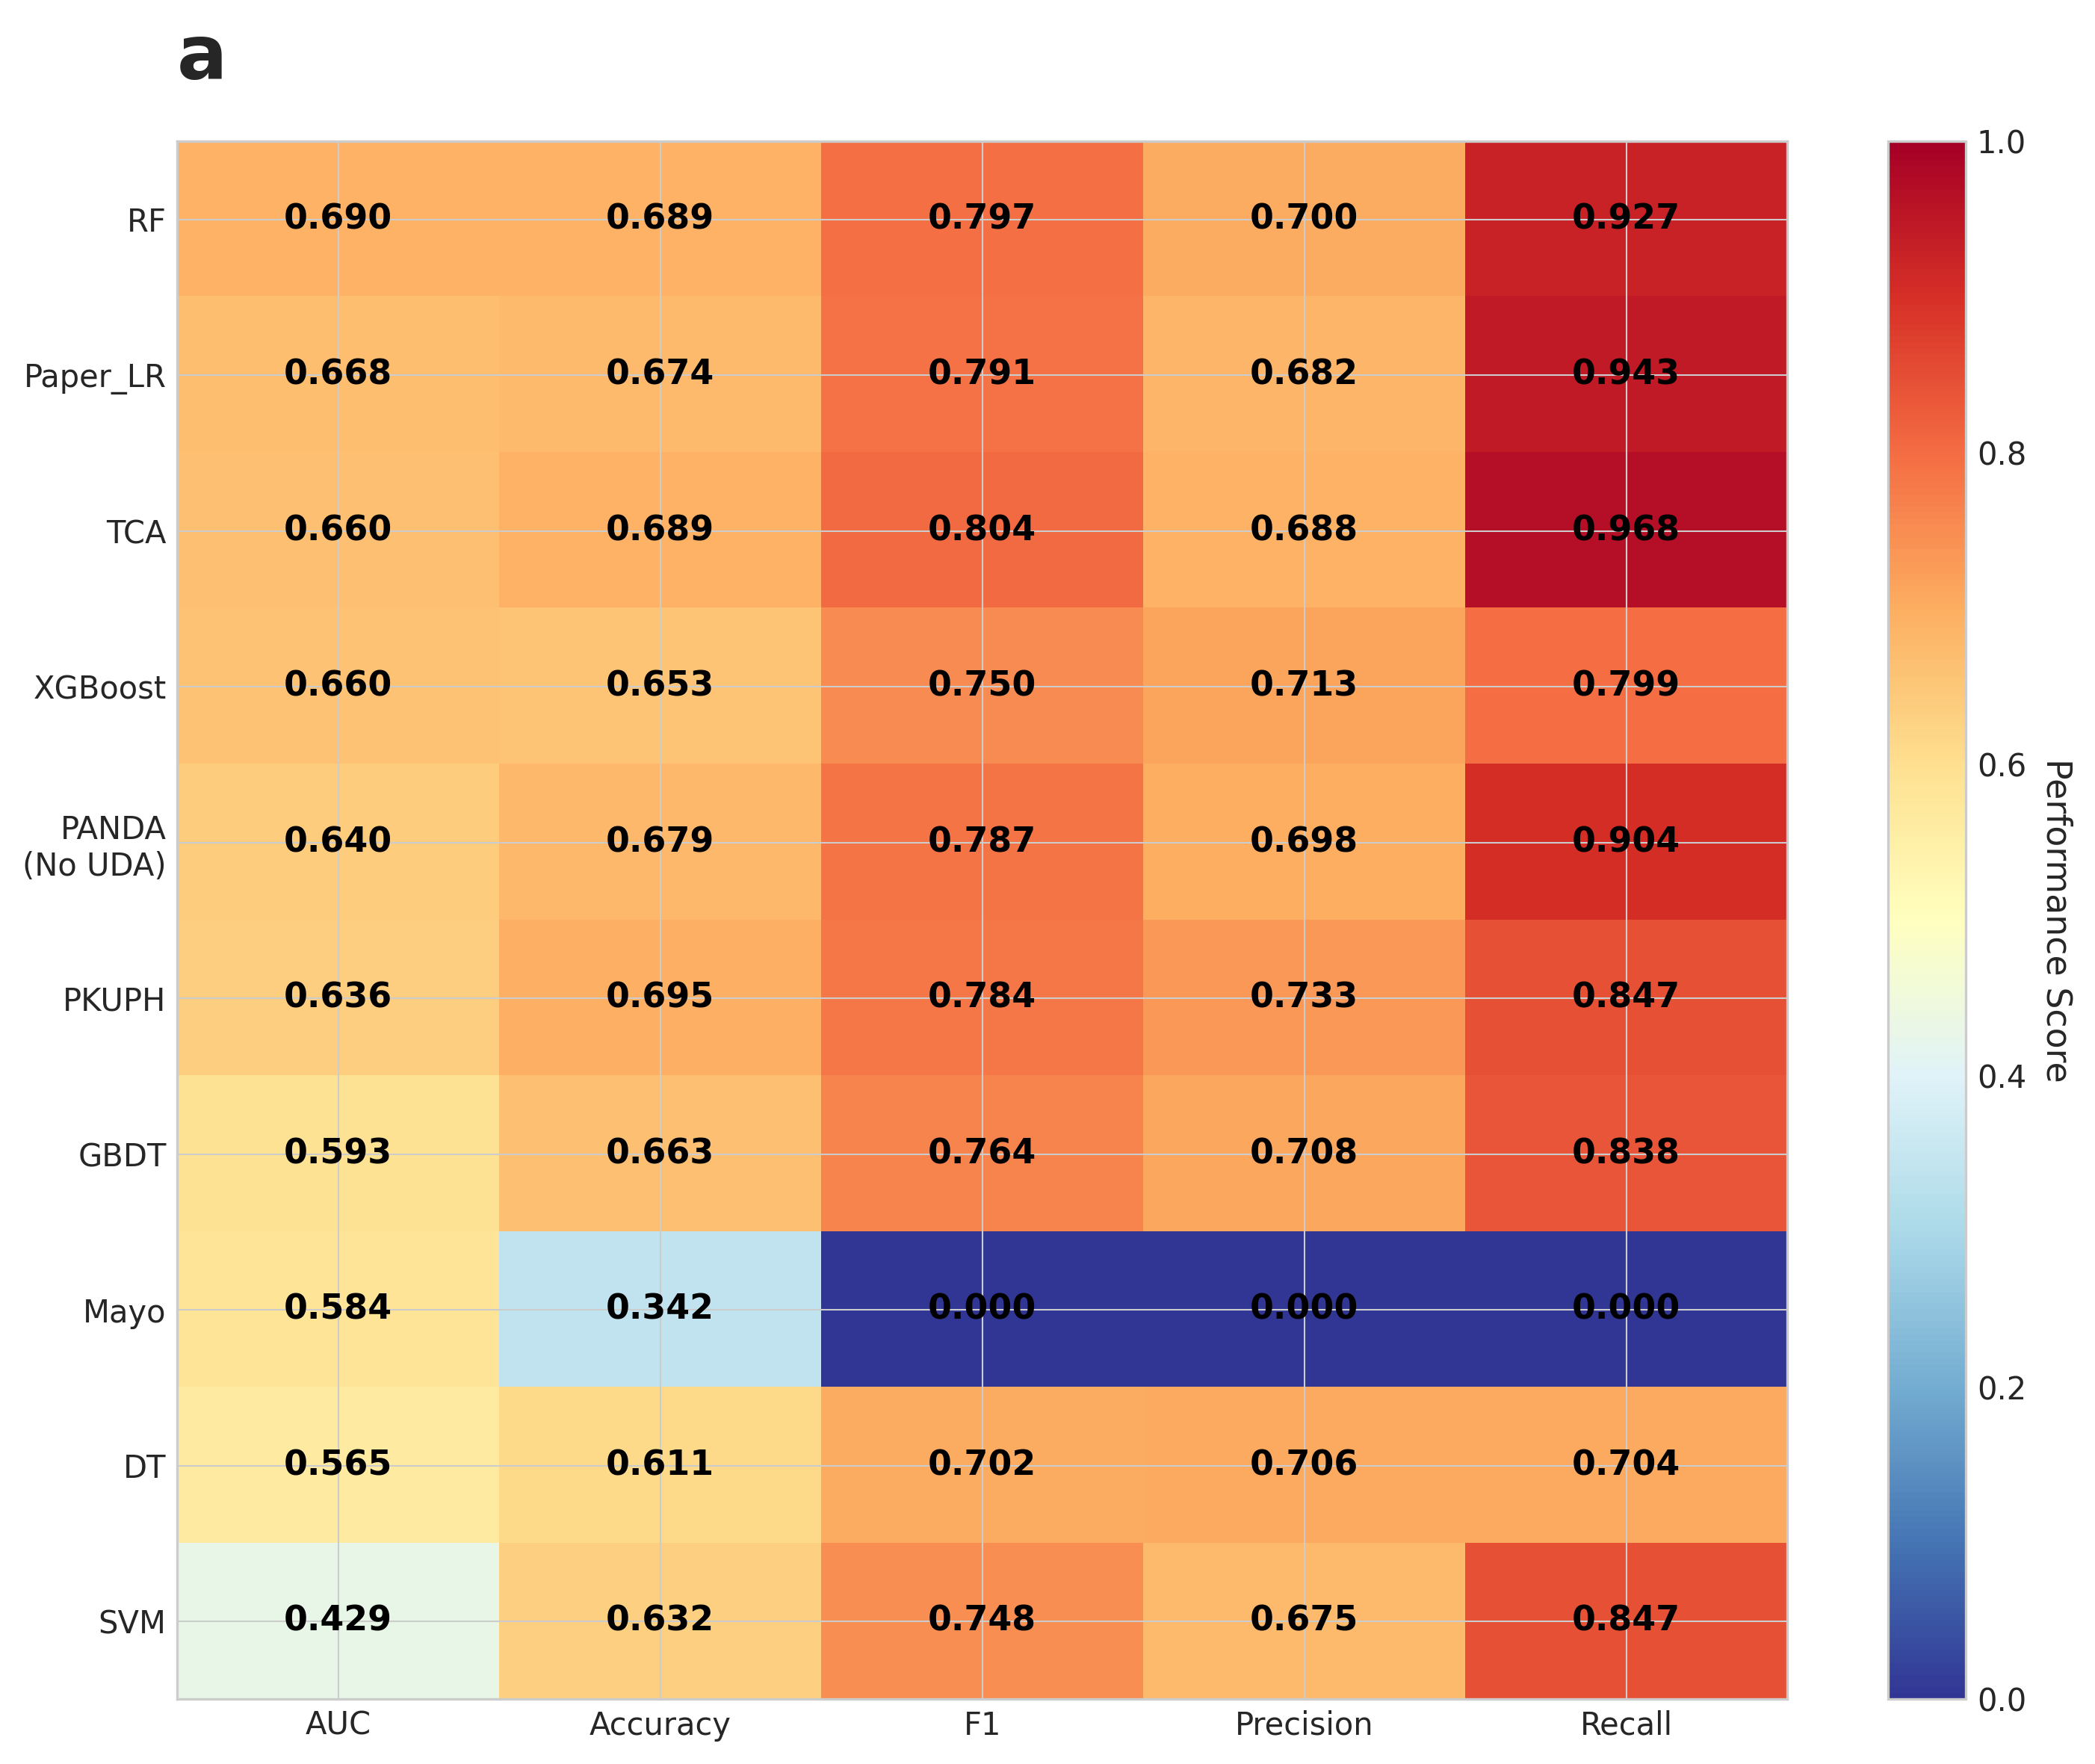 a
RF 0.690 0.689 0.797 0.700 0.927
Paper_LR 0.668 0.674 0.791 0.682 0.943
TCA 0.660 0.689 0.804 0.688 0.968
XGBoost 0.660 0.653 0.750 0.713 0.799
PANDA
(No UDA) 0.640 0.679 0.787 0.698 0.904
PKUPH 0.636 0.695 0.784 0.733 0.847
GBDT 0.593 0.663 0.764 0.708 0.838
Mayo 0.584 0.342 0.000 0.000 0.000
DT 0.565 0.611 0.702 0.706 0.704
SVM 0.429 0.632 0.748 0.675 0.847
AUC Accuracy F1 Precision Recall
1.0
0.8
0.6
0.4
0.2
0.0
Performance Score